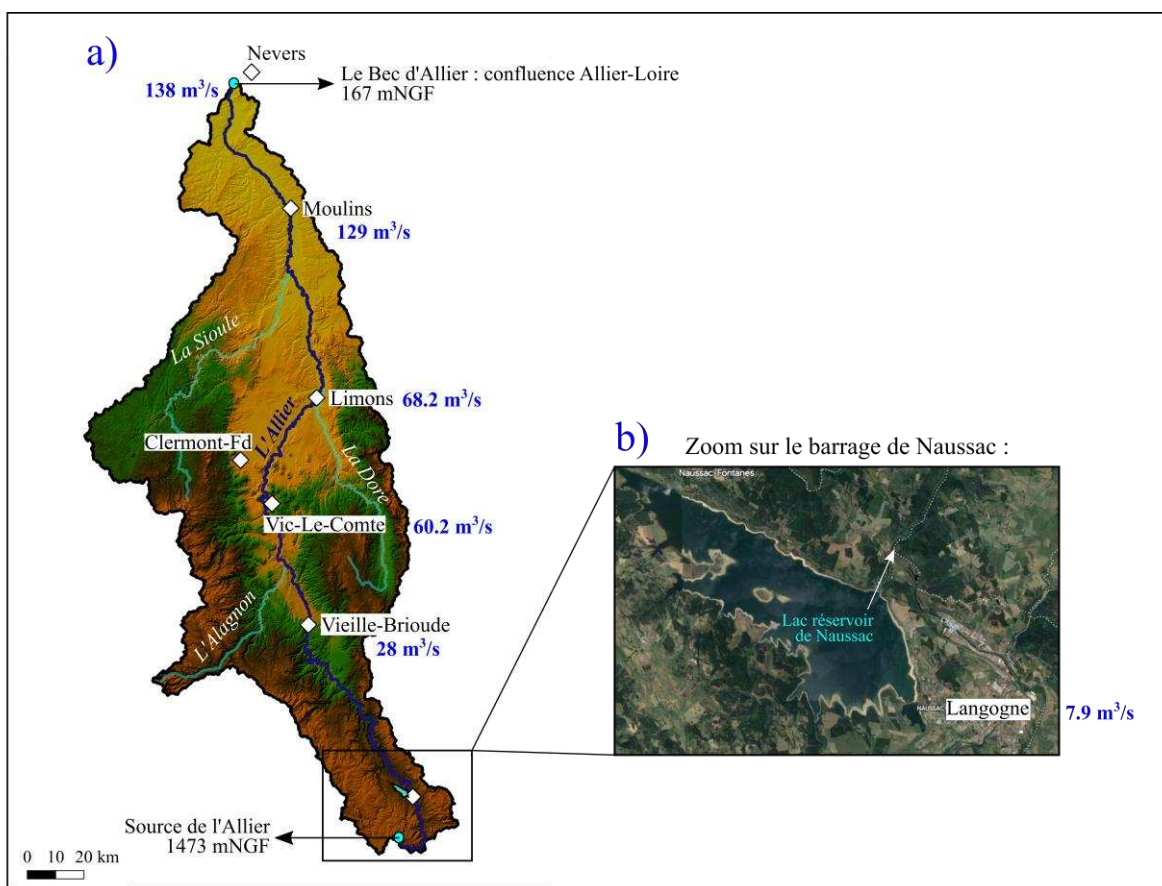 a)
Nevers
Le Bec d'Allier : confluence Allier-Loire
167 mNGF
138 m³/s
Moulins
129 m³/s
La Sioule
Limons
68.2 m³/s
L'Allier
Clermont-Fd
La Dore
Vic-Le-Comte
60.2 m³/s
L'Alagnon
Vieille-Brioude
28 m³/s
Source de l'Allier
1473 mNGF
0 10 20 km
b)
Zoom sur le barrage de Naussac :
Naussac-Fontanes
Lac réservoir
de Naussac
NAUSSAC
Langogne
7.9 m³/s